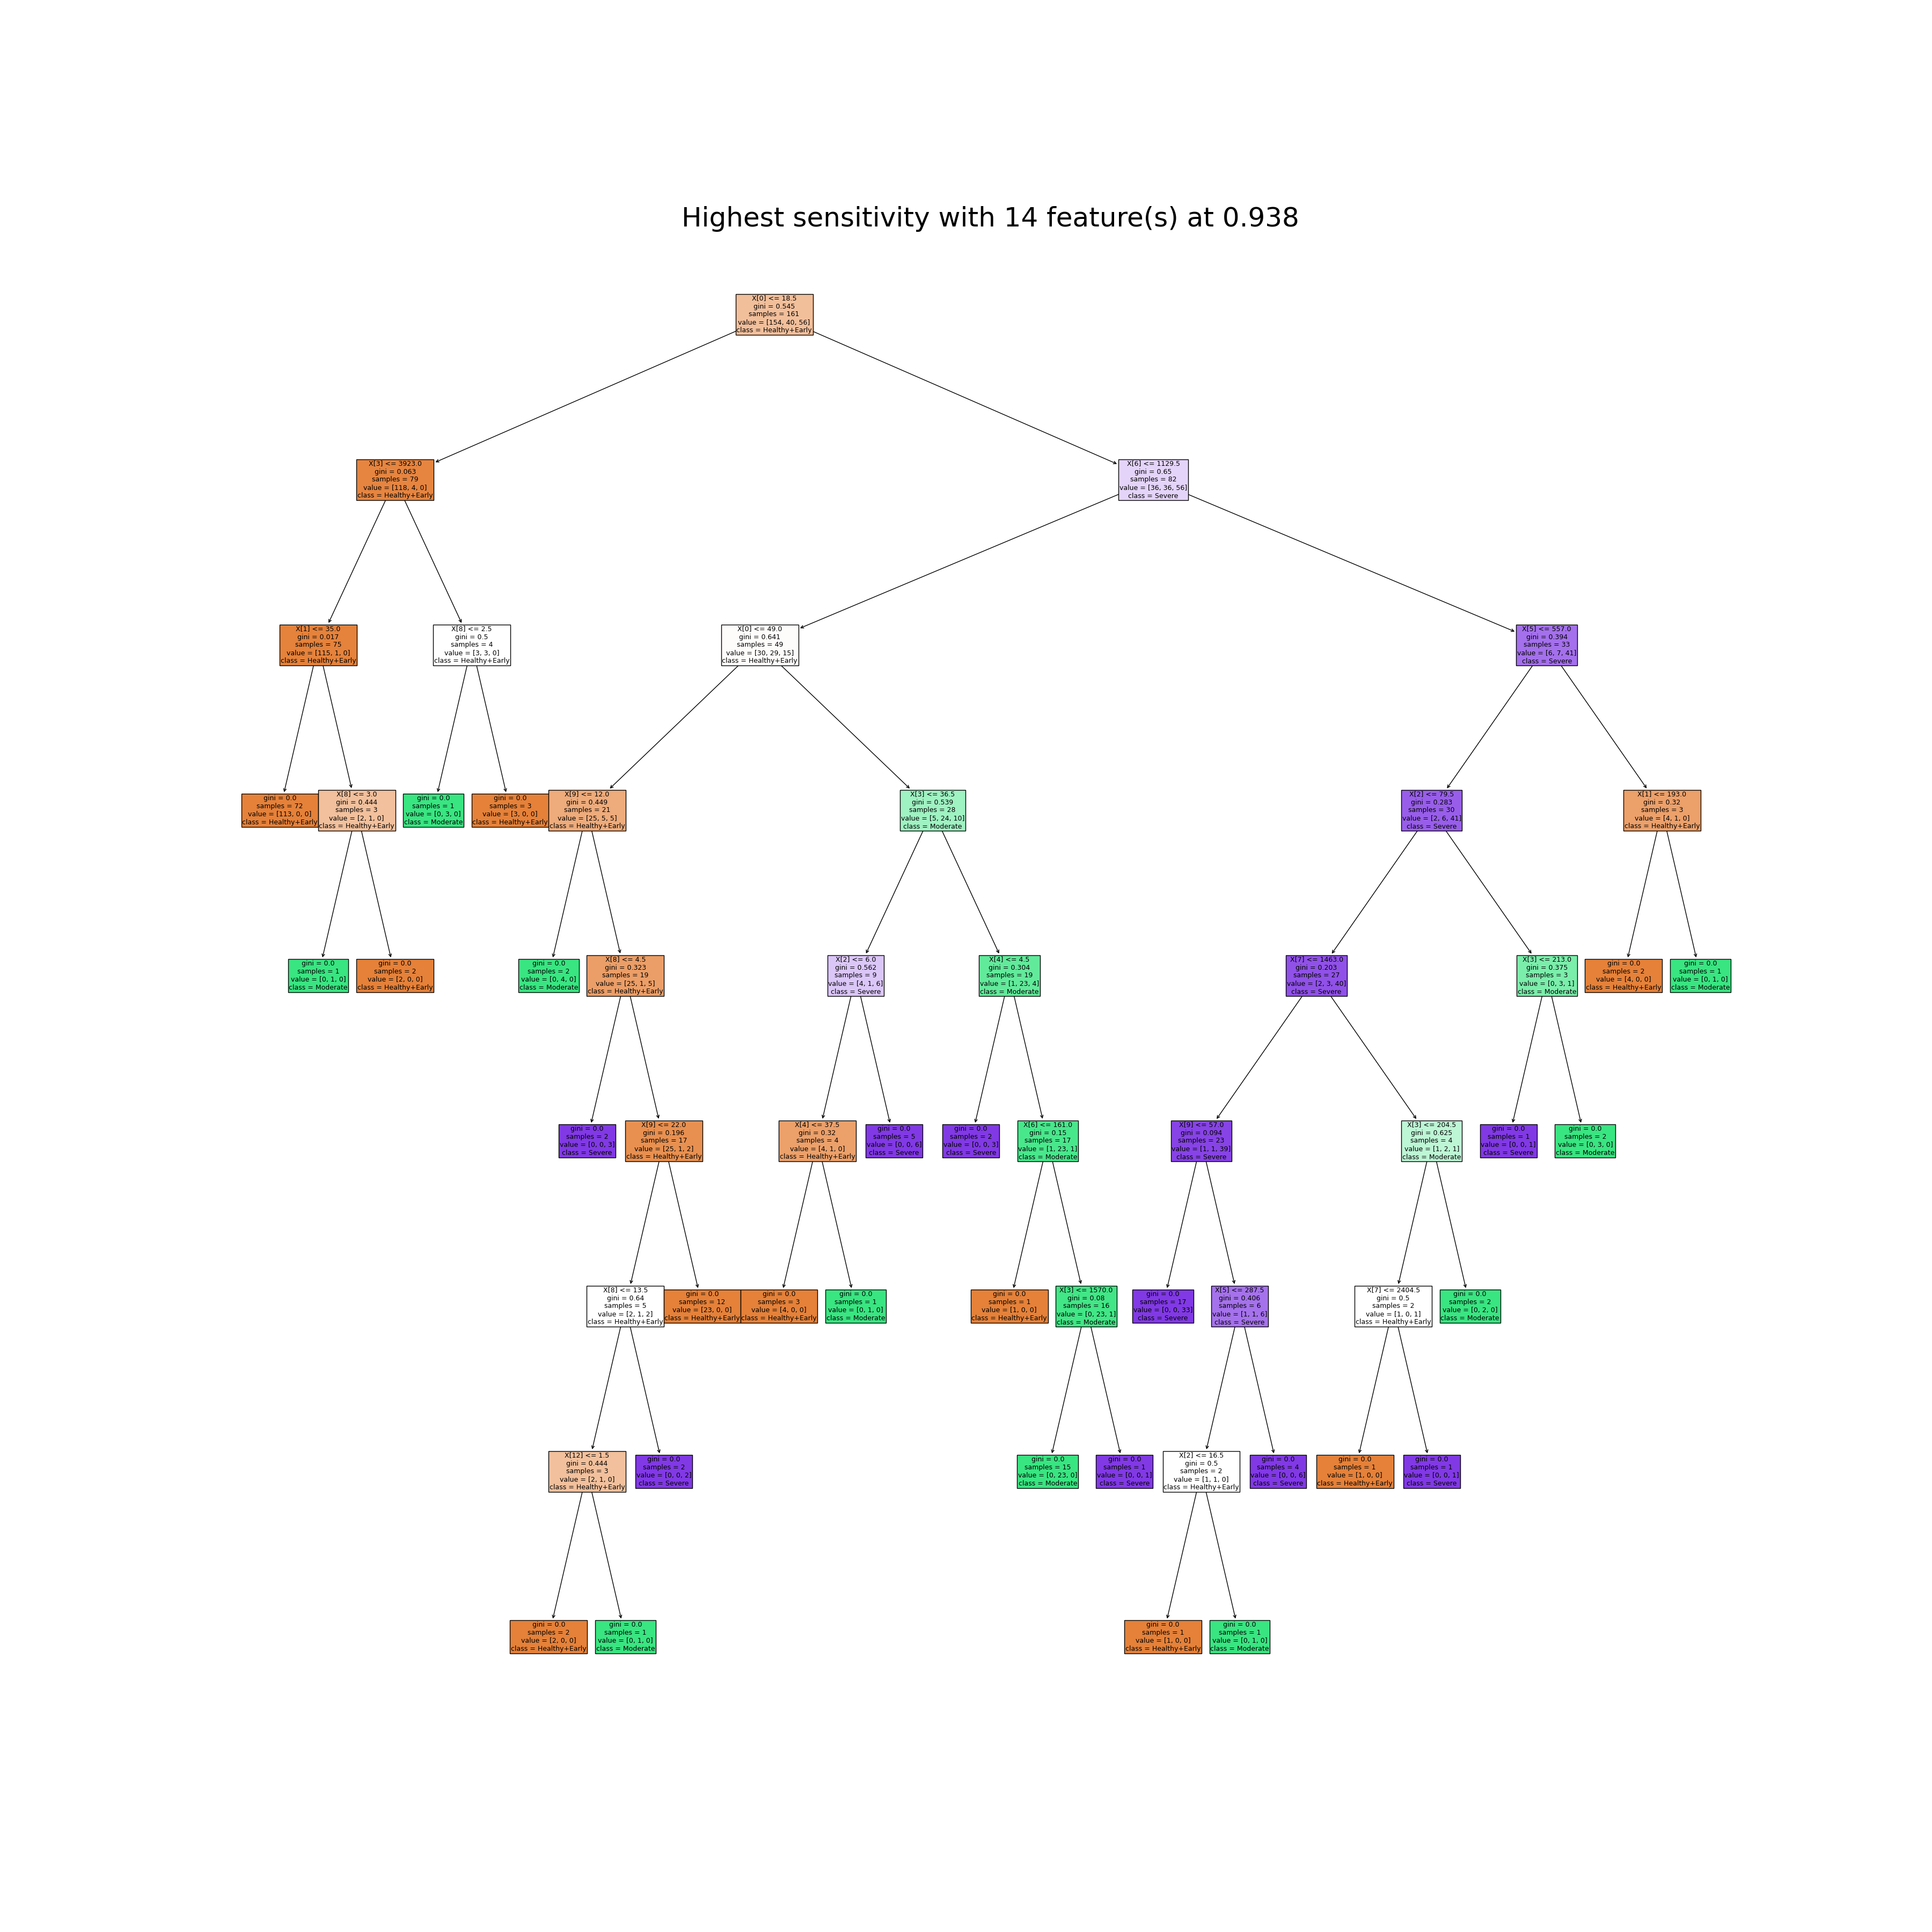 Highest sensitivity with 14 feature(s) at 0.938
X[0] <= 18.5
gini = 0.545
samples = 161
value = [154, 40, 56]
class = Healthy+Early
X[3] <= 3923.0
gini = 0.063
samples = 79
value = [118, 4, 0]
class = Healthy+Early
X[6] <= 1129.5
gini = 0.65
samples = 82
value = [36, 36, 56]
class = Severe
X[1] <= 35.0
gini = 0.017
samples = 75
value = [115, 1, 0]
class = Healthy+Early
X[8] <= 2.5
gini = 0.5
samples = 4
value = [3, 3, 0]
class = Healthy+Early
X[0] <= 49.0
gini = 0.641
samples = 49
value = [30, 29, 15]
class = Healthy+Early
X[5] <= 557.0
gini = 0.394
samples = 33
value = [6, 7, 41]
class = Severe
gini = 0.0
samples = 72
value = [113, 0, 0]
class = Healthy+Early
X[8] <= 3.0
gini = 0.444
samples = 3
value = [2, 1, 0]
class = Healthy+Early
gini = 0.0
samples = 1
value = [0, 3, 0]
class = Moderate
gini = 0.0
samples = 3
value = [3, 0, 0]
class = Healthy+Early
X[9] <= 12.0
gini = 0.449
samples = 21
value = [25, 5, 5]
class = Healthy+Early
X[3] <= 36.5
gini = 0.539
samples = 28
value = [5, 24, 10]
class = Moderate
X[2] <= 79.5
gini = 0.283
samples = 30
value = [2, 6, 41]
class = Severe
X[1] <= 193.0
gini = 0.32
samples = 3
value = [4, 1, 0]
class = Healthy+Early
gini = 0.0
samples = 1
value = [0, 1, 0]
class = Moderate
gini = 0.0
samples = 2
value = [2, 0, 0]
class = Healthy+Early
gini = 0.0
samples = 2
value = [0, 4, 0]
class = Moderate
X[8] <= 4.5
gini = 0.323
samples = 19
value = [25, 1, 5]
class = Healthy+Early
X[2] <= 6.0
gini = 0.562
samples = 9
value = [4, 1, 6]
class = Severe
X[4] <= 4.5
gini = 0.304
samples = 19
value = [1, 23, 4]
class = Moderate
X[7] <= 1463.0
gini = 0.203
samples = 27
value = [2, 3, 40]
class = Severe
X[3] <= 213.0
gini = 0.375
samples = 3
value = [0, 3, 1]
class = Moderate
gini = 0.0
samples = 2
value = [4, 0, 0]
class = Healthy+Early
gini = 0.0
samples = 1
value = [0, 1, 0]
class = Moderate
gini = 0.0
samples = 2
value = [0, 0, 3]
class = Severe
X[9] <= 22.0
gini = 0.196
samples = 17
value = [25, 1, 2]
class = Healthy+Early
X[4] <= 37.5
gini = 0.32
samples = 4
value = [4, 1, 0]
class = Healthy+Early
gini = 0.0
samples = 5
value = [0, 0, 6]
class = Severe
gini = 0.0
samples = 2
value = [0, 0, 3]
class = Severe
X[6] <= 161.0
gini = 0.15
samples = 17
value = [1, 23, 1]
class = Moderate
X[9] <= 57.0
gini = 0.094
samples = 23
value = [1, 1, 39]
class = Severe
X[3] <= 204.5
gini = 0.625
samples = 4
value = [1, 2, 1]
class = Moderate
gini = 0.0
samples = 1
value = [0, 0, 1]
class = Severe
gini = 0.0
samples = 2
value = [0, 3, 0]
class = Moderate
X[8] <= 13.5
gini = 0.64
samples = 5
value = [2, 1, 2]
class = Healthy+Early
gini = 0.0
samples = 12
value = [23, 0, 0]
class = Healthy+Early
gini = 0.0
samples = 3
value = [4, 0, 0]
class = Healthy+Early
gini = 0.0
samples = 1
value = [0, 1, 0]
class = Moderate
gini = 0.0
samples = 1
value = [1, 0, 0]
class = Healthy+Early
X[3] <= 1570.0
gini = 0.08
samples = 16
value = [0, 23, 1]
class = Moderate
gini = 0.0
samples = 17
value = [0, 0, 33]
class = Severe
X[5] <= 287.5
gini = 0.406
samples = 6
value = [1, 1, 6]
class = Severe
X[7] <= 2404.5
gini = 0.5
samples = 2
value = [1, 0, 1]
class = Healthy+Early
gini = 0.0
samples = 2
value = [0, 2, 0]
class = Moderate
X[12] <= 1.5
gini = 0.444
samples = 3
value = [2, 1, 0]
class = Healthy+Early
gini = 0.0
samples = 2
value = [0, 0, 2]
class = Severe
gini = 0.0
samples = 15
value = [0, 23, 0]
class = Moderate
gini = 0.0
samples = 1
value = [0, 0, 1]
class = Severe
X[2] <= 16.5
gini = 0.5
samples = 2
value = [1, 1, 0]
class = Healthy+Early
gini = 0.0
samples = 4
value = [0, 0, 6]
class = Severe
gini = 0.0
samples = 1
value = [1, 0, 0]
class = Healthy+Early
gini = 0.0
samples = 1
value = [0, 0, 1]
class = Severe
gini = 0.0
samples = 2
value = [2, 0, 0]
class = Healthy+Early
gini = 0.0
samples = 1
value = [0, 1, 0]
class = Moderate
gini = 0.0
samples = 1
value = [1, 0, 0]
class = Healthy+Early
gini = 0.0
samples = 1
value = [0, 1, 0]
class = Moderate